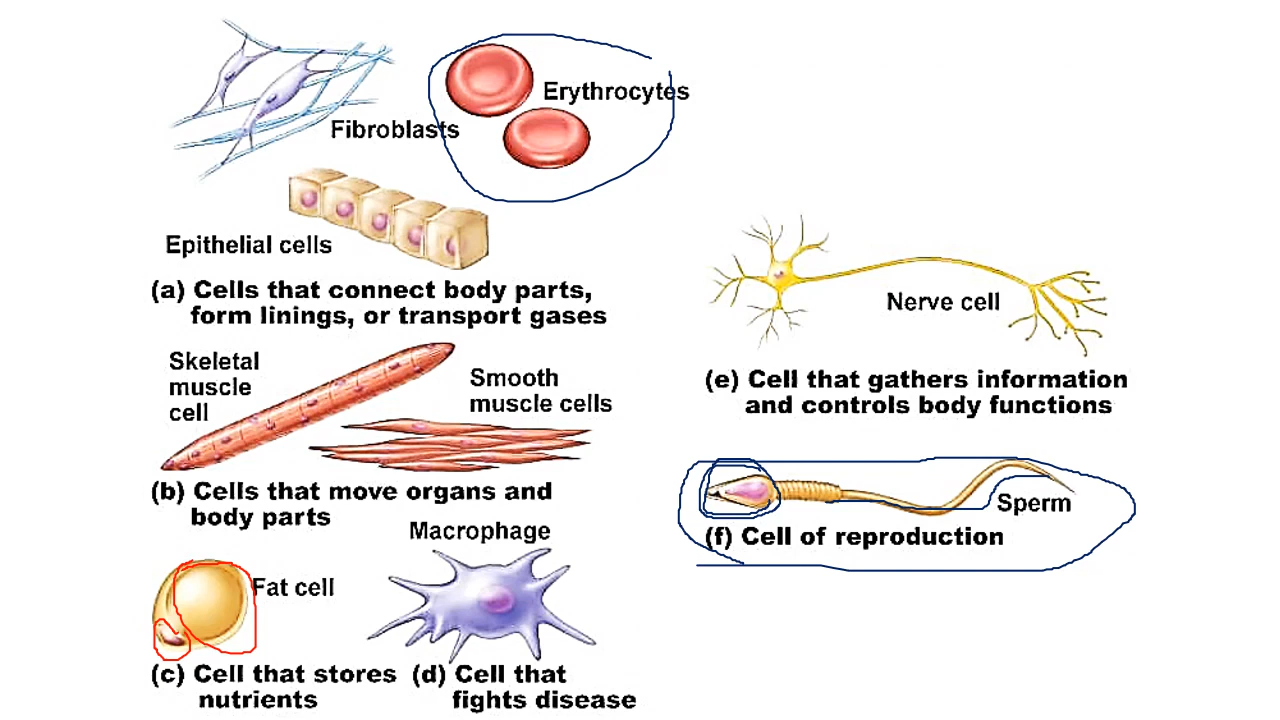 Erythrocytes
Fibroblasts
Epithelial cells
(a) Cells that connect body parts,
form linings, or transport gases
Skeletal
muscle
cell
Smooth
muscle cells
(b) Cells that move organs and
body parts
Macrophage
Fat cell
(c) Cell that stores
nutrients
(d) Cell that
fights disease
Nerve cell
(e) Cell that gathers information
and controls body functions
Sperm
(f) Cell of reproduction